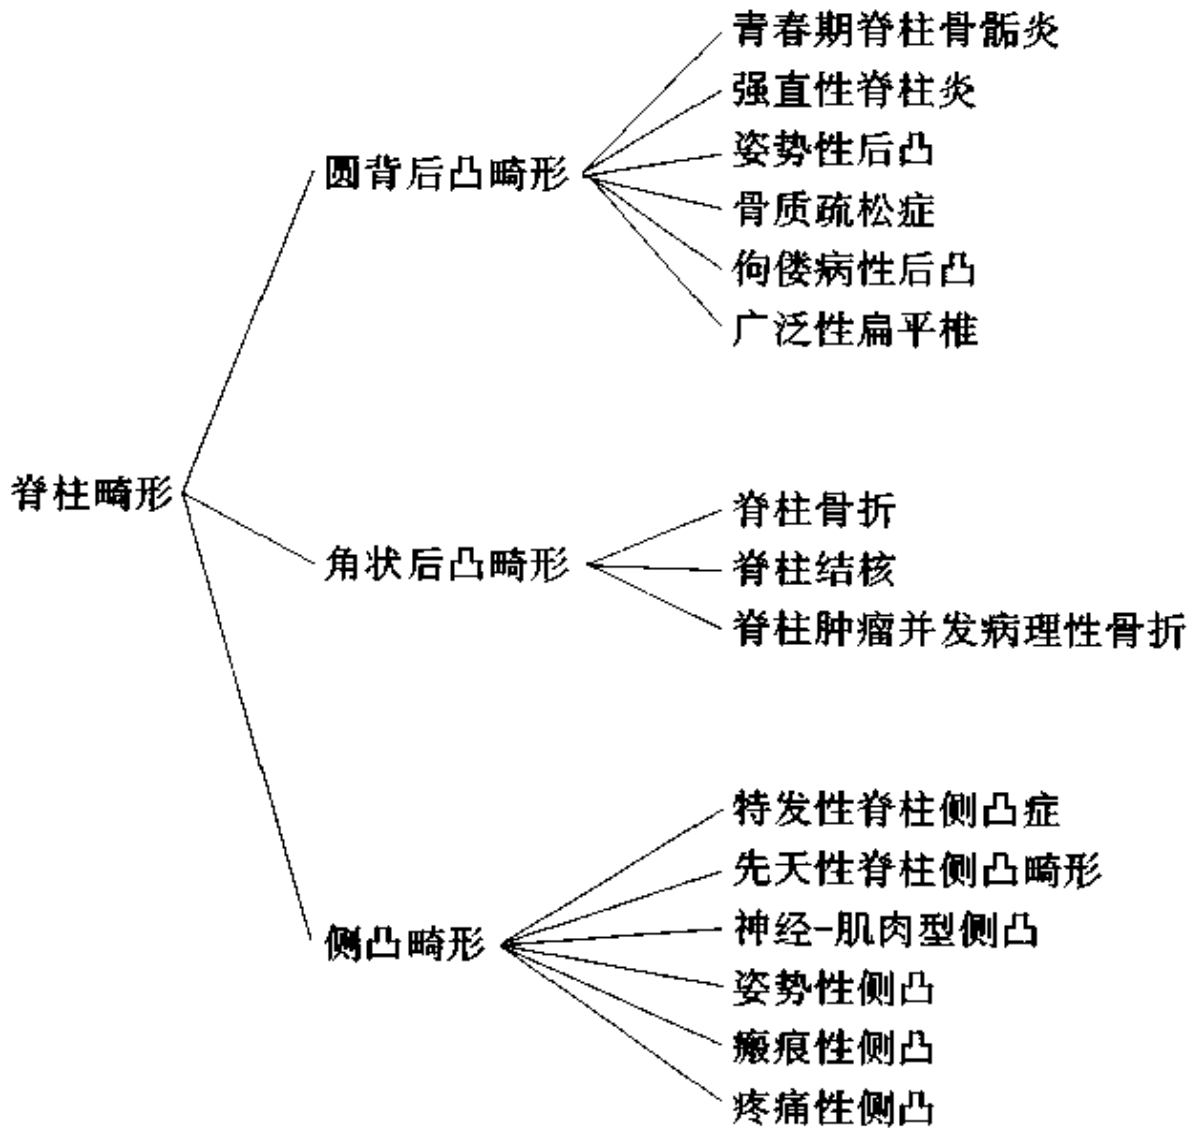 脊柱畸形
圆背后凸畸形
青春期脊柱骨骺炎
强直性脊柱炎
姿势性后凸
骨质疏松症
佝偻病性后凸
广泛性扁平椎
角状后凸畸形
脊柱骨折
脊柱结核
脊柱肿瘤并发病理性骨折
侧凸畸形
特发性脊柱侧凸症
先天性脊柱侧凸畸形
神经-肌肉型侧凸
姿势性侧凸
瘢痕性侧凸
疼痛性侧凸